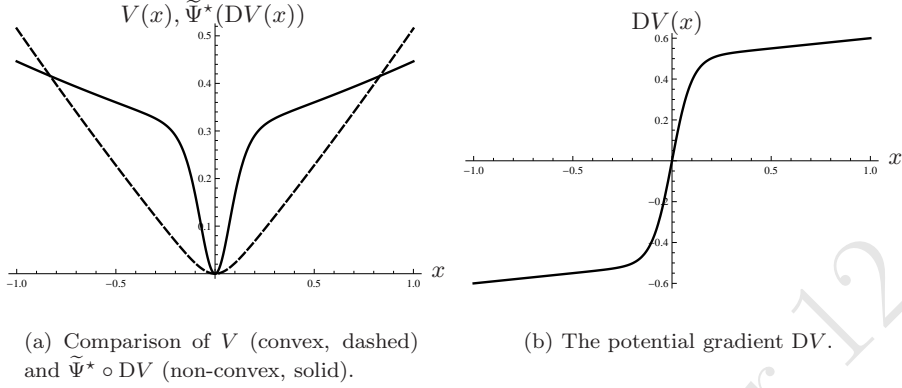 V(x), Ψ̃⋆(DV(x))
0.5
0.4
0.3
0.2
0.1
−1.0 −0.5 0.5 1.0 x
DV(x)
0.6
0.4
0.2
−1.0 −0.5 0.5 1.0 x
−0.2
−0.4
−0.6
(a) Comparison of V (convex, dashed)
and Ψ̃⋆ ∘ DV (non-convex, solid).
(b) The potential gradient DV.
r 12